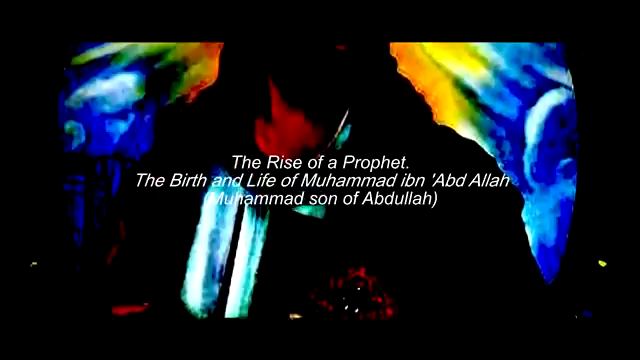 The Rise of a Prophet.
The Birth and Life of Muhammad ibn 'Abd Allah
(Muhammad son of Abdullah)